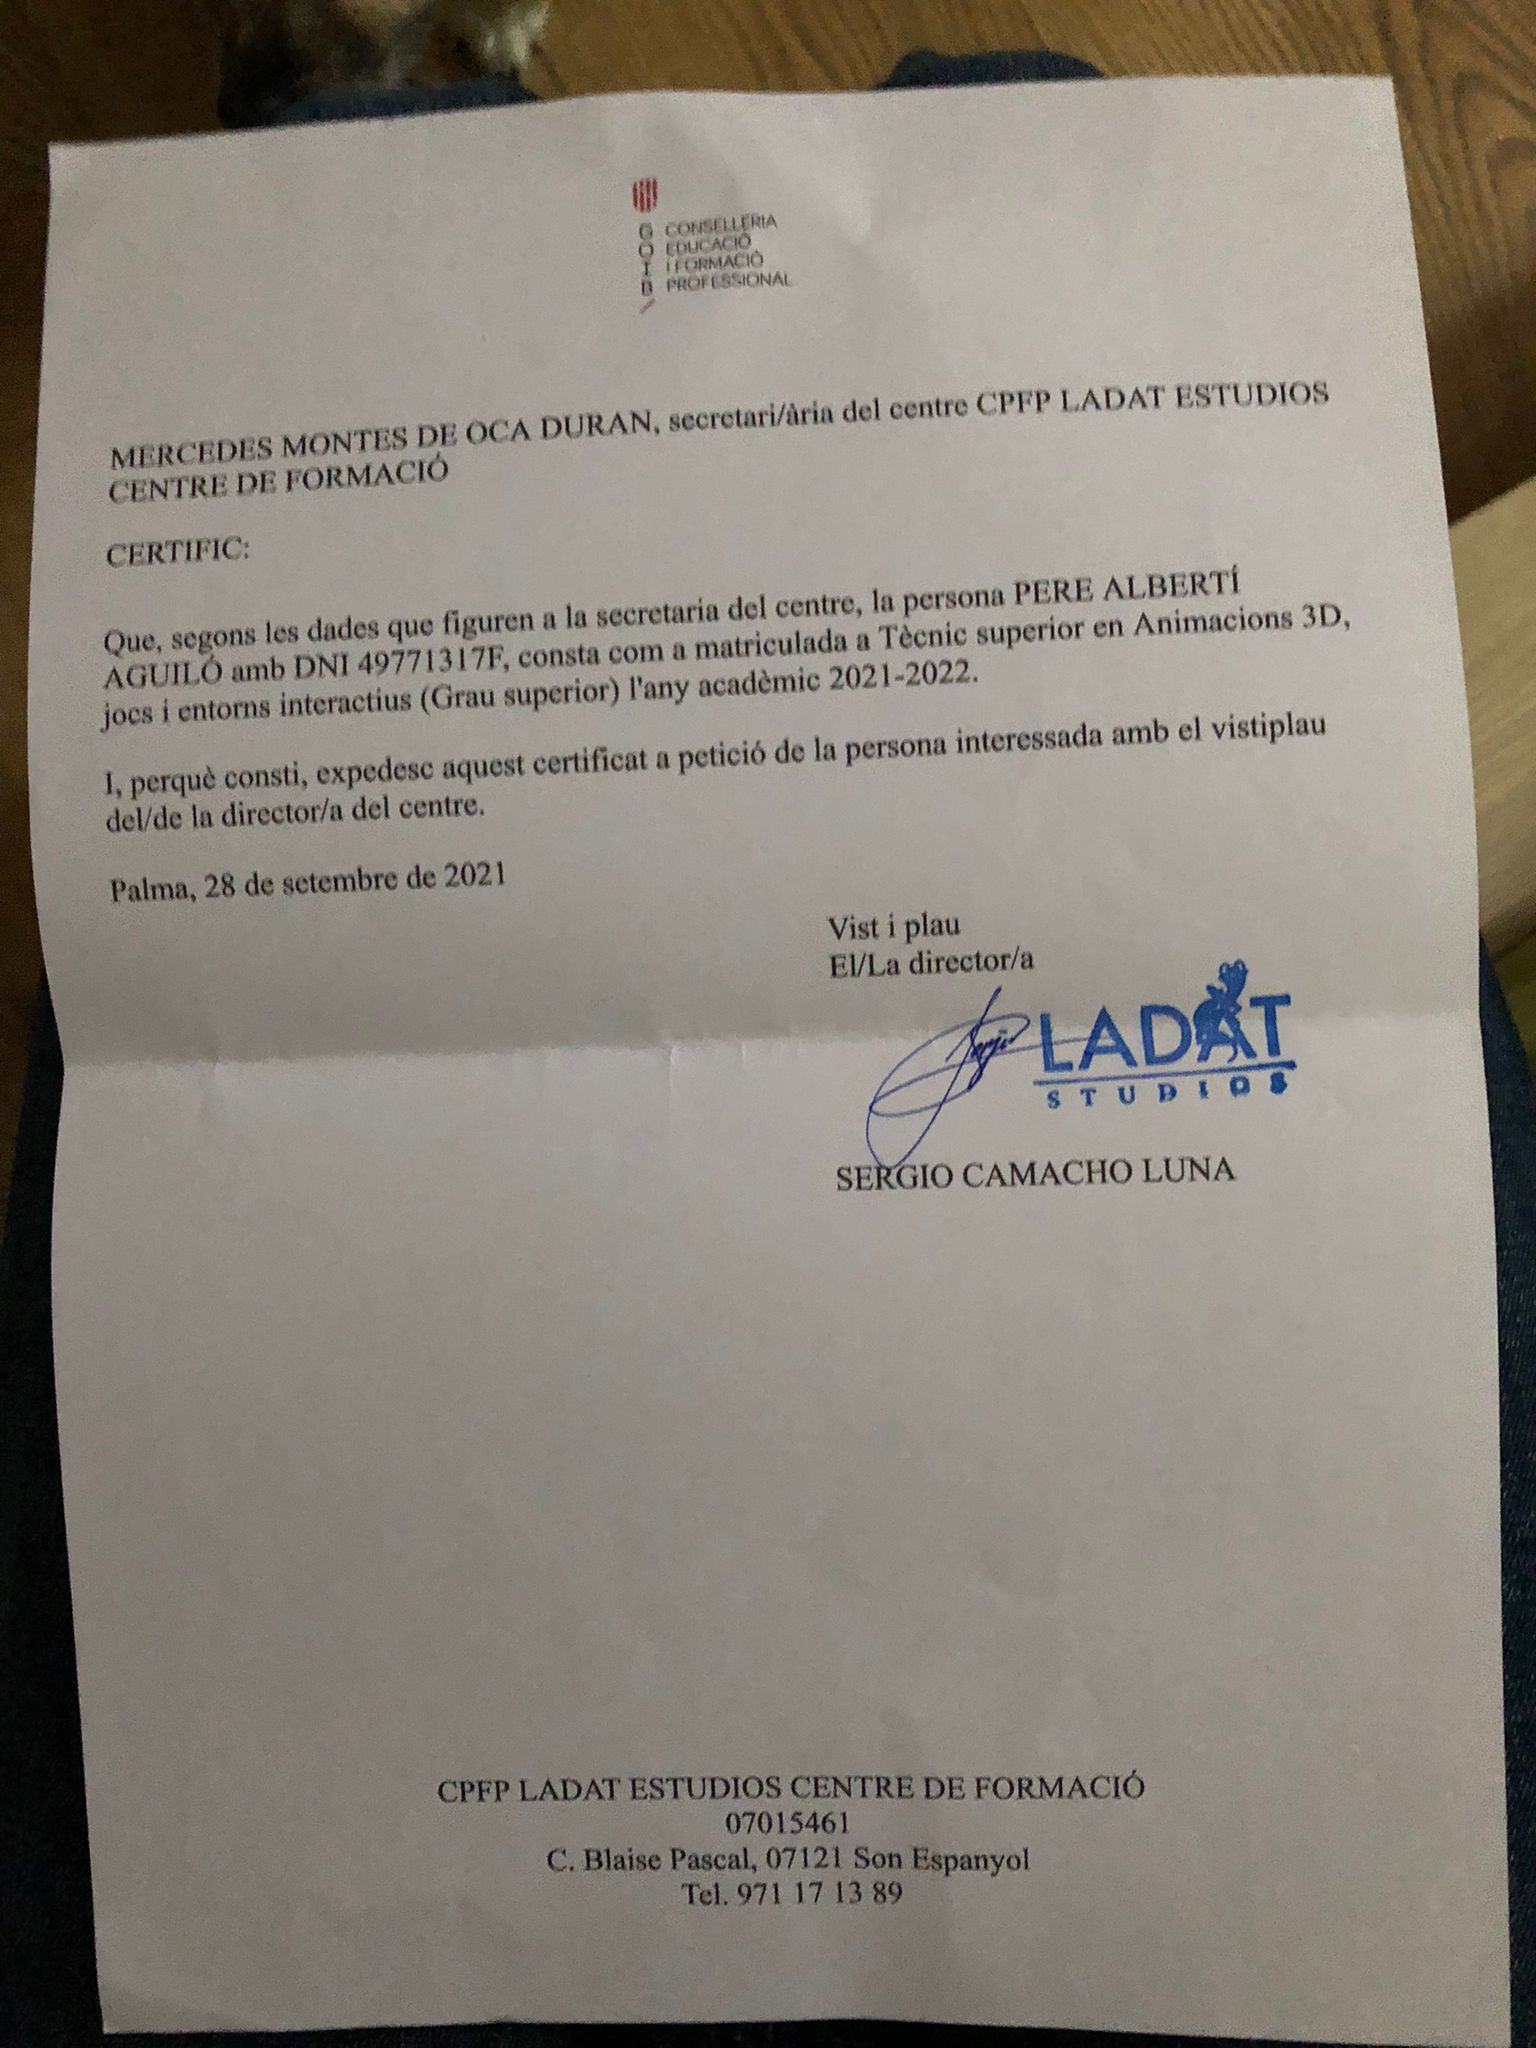 GOIB
CONSELLERIA
EDUCACIÓ
I FORMACIÓ
PROFESSIONAL
MERCEDES MONTES DE OCA DURAN, secretari/ària del centre CPFP LADAT ESTUDIOS
CENTRE DE FORMACIÓ
CERTIFIC:
Que, segons les dades que figuren a la secretaria del centre, la persona PERE ALBERTÍ
AGUILÓ amb DNI 49771317F, consta com a matriculada a Tècnic superior en Animacions 3D,
jocs i entorns interactius (Grau superior) l'any acadèmic 2021-2022.
I, perquè consti, expedesc aquest certificat a petició de la persona interessada amb el vistiplau
del/de la director/a del centre.
Palma, 28 de setembre de 2021
Vist i plau
El/La director/a
Sergio
LADAT
STUDIOS
SERGIO CAMACHO LUNA
CPFP LADAT ESTUDIOS CENTRE DE FORMACIÓ
07015461
C. Blaise Pascal, 07121 Son Espanyol
Tel. 971 17 13 89